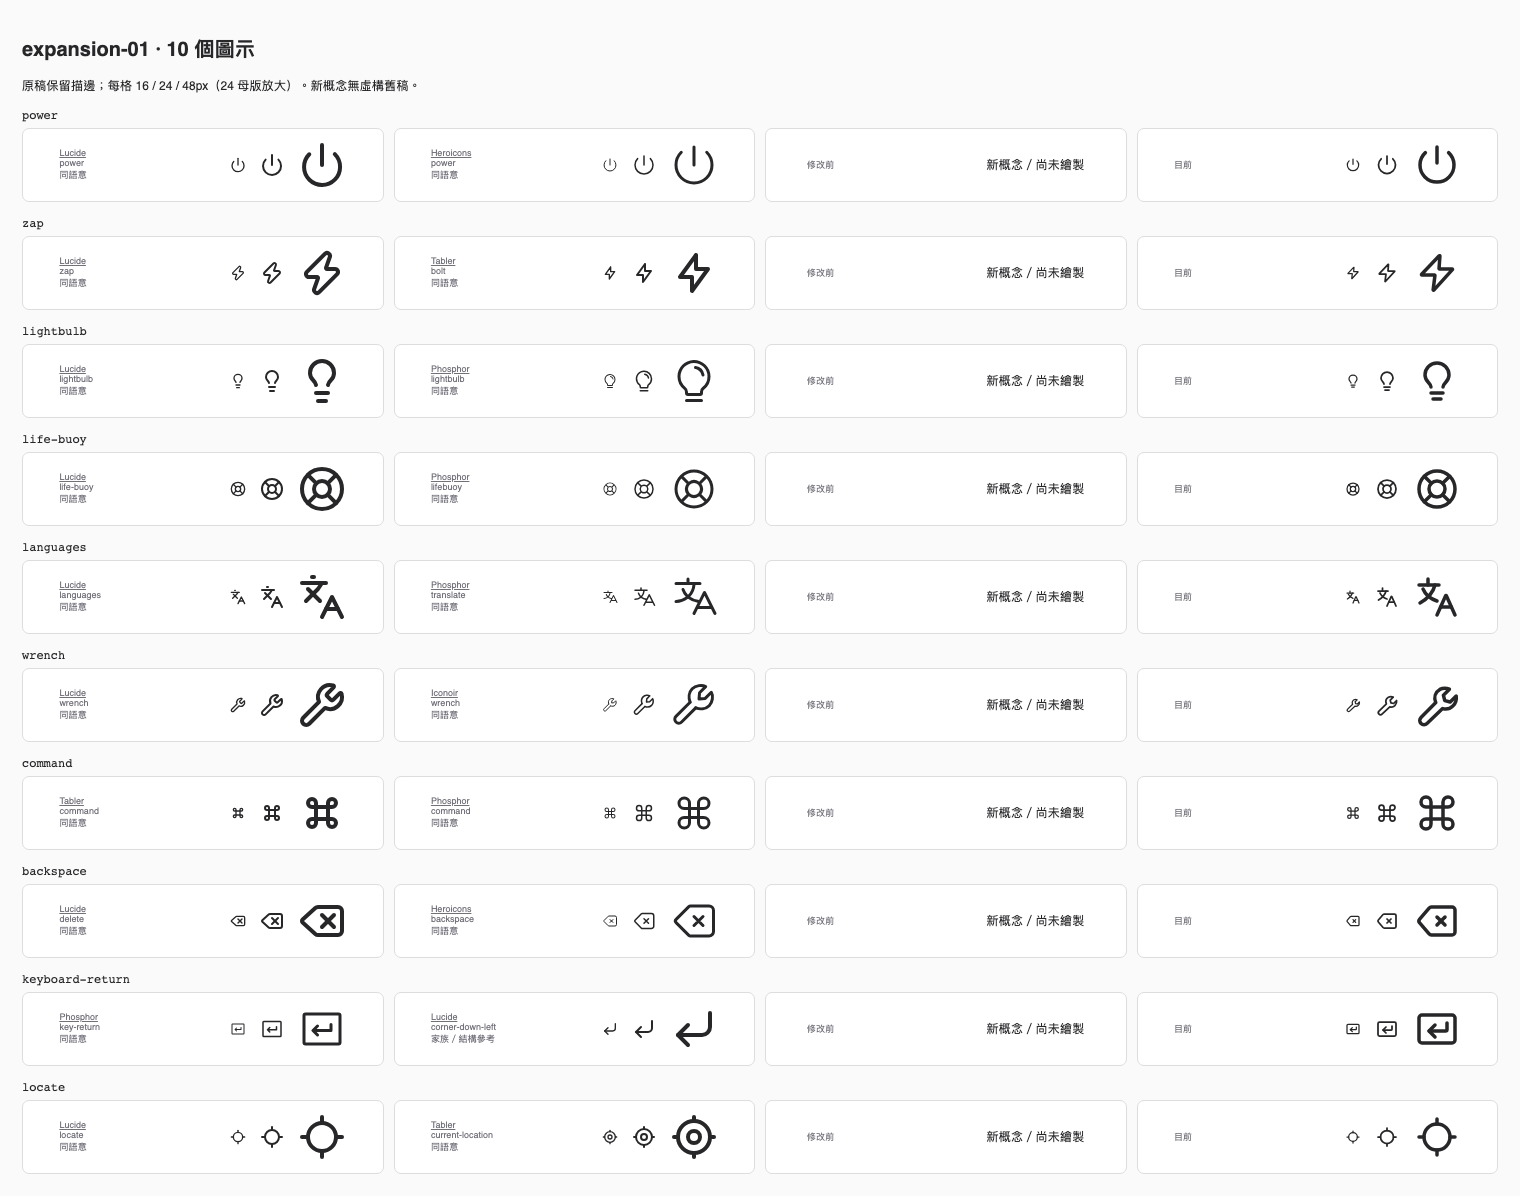 expansion-01 · 10 個圖示
原稿保留描邊；每格 16 / 24 / 48px（24 母版放大）。新概念無虛構舊稿。
power
Lucide
power
同語意
Heroicons
power
同語意
修改前
新概念 / 尚未繪製
目前
zap
Lucide
zap
同語意
Tabler
bolt
同語意
修改前
新概念 / 尚未繪製
目前
lightbulb
Lucide
lightbulb
同語意
Phosphor
lightbulb
同語意
修改前
新概念 / 尚未繪製
目前
life-buoy
Lucide
life-buoy
同語意
Phosphor
lifebuoy
同語意
修改前
新概念 / 尚未繪製
目前
languages
Lucide
languages
同語意
Phosphor
translate
同語意
修改前
新概念 / 尚未繪製
目前
wrench
Lucide
wrench
同語意
Iconoir
wrench
同語意
修改前
新概念 / 尚未繪製
目前
command
Tabler
command
同語意
Phosphor
command
同語意
修改前
新概念 / 尚未繪製
目前
backspace
Lucide
delete
同語意
Heroicons
backspace
同語意
修改前
新概念 / 尚未繪製
目前
keyboard-return
Phosphor
key-return
同語意
Lucide
corner-down-left
家族 / 結構參考
修改前
新概念 / 尚未繪製
目前
locate
Lucide
locate
同語意
Tabler
current-location
同語意
修改前
新概念 / 尚未繪製
目前